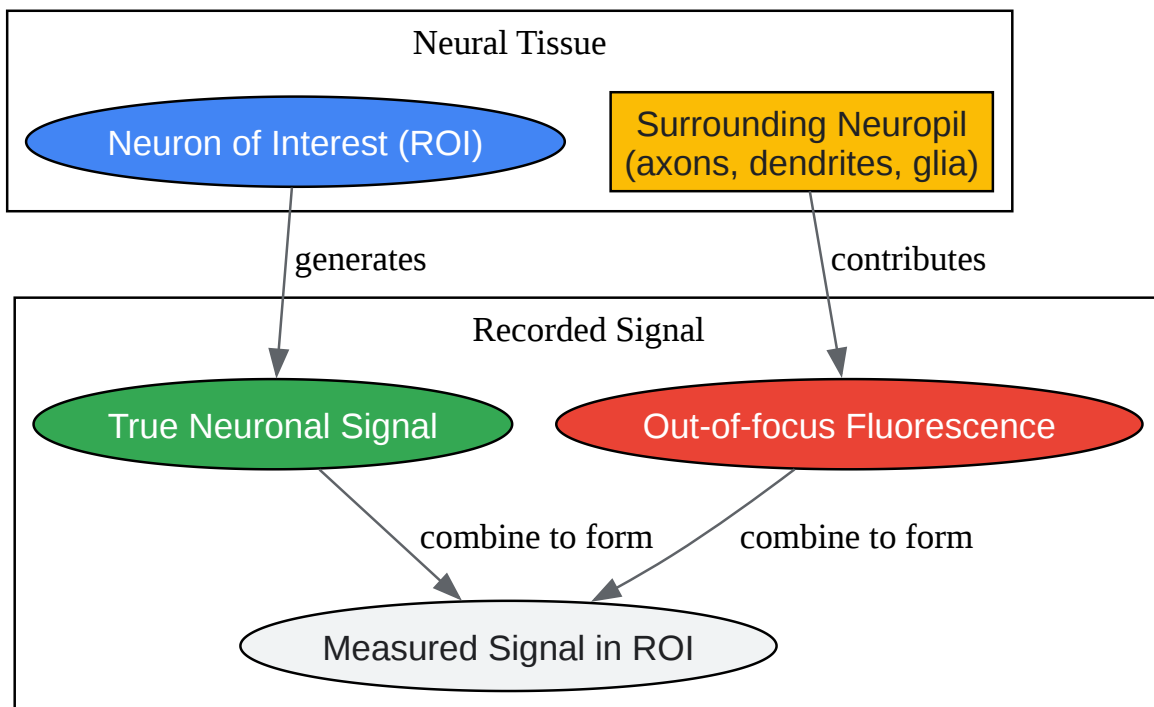 Neural Tissue
Neuron of Interest (ROI)
Surrounding Neuropil
(axons, dendrites, glia)
generates
contributes
Recorded Signal
True Neuronal Signal
Out-of-focus Fluorescence
combine to form
combine to form
Measured Signal in ROI